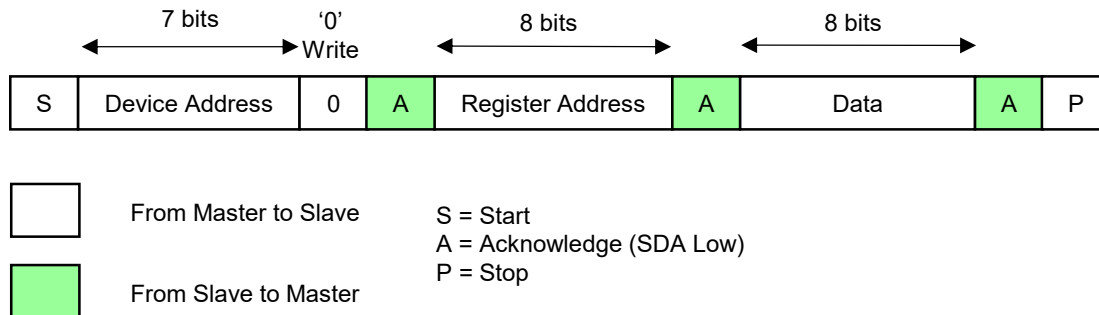 7 bits
‘0’
Write
8 bits
8 bits
S Device Address 0 A Register Address A Data A P
From Master to Slave
S = Start
A = Acknowledge (SDA Low)
P = Stop
From Slave to Master